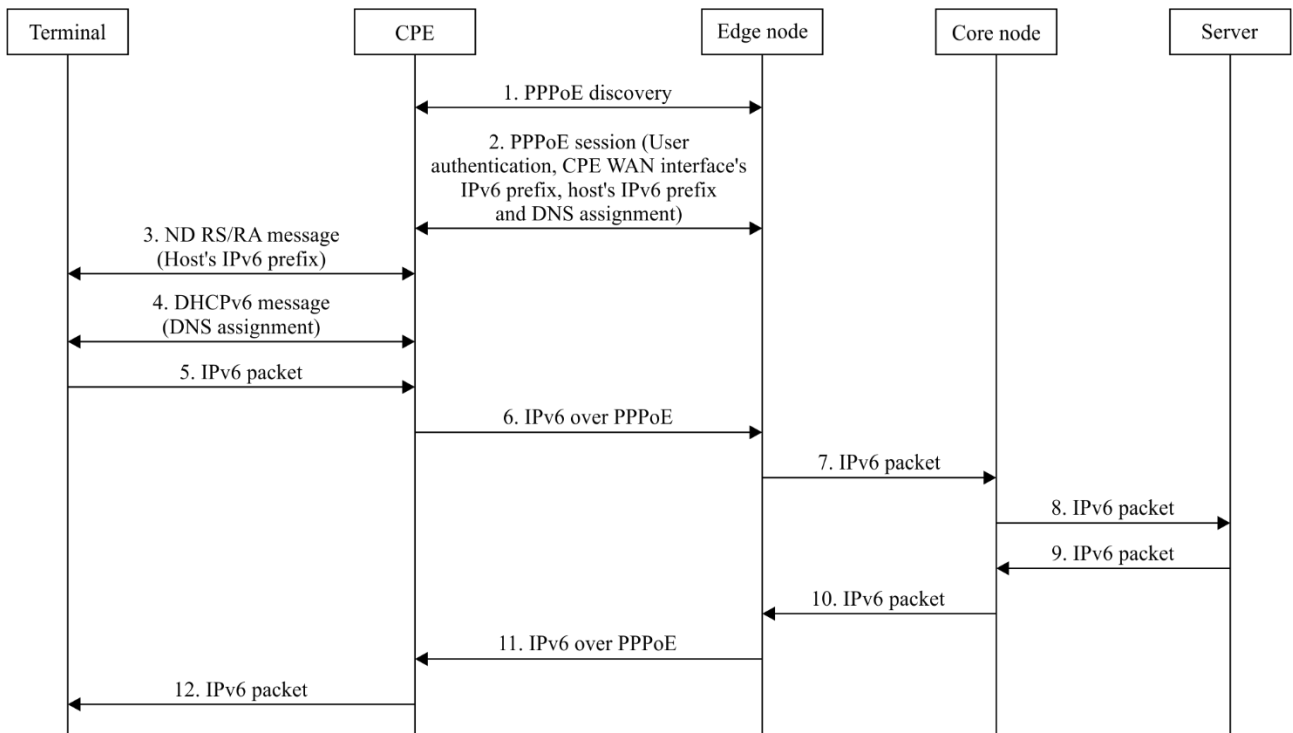 Terminal
CPE
Edge node
Core node
Server
1. PPPoE discovery
2. PPPoE session (User
authentication, CPE WAN interface's
IPv6 prefix, host's IPv6 prefix
and DNS assignment)
3. ND RS/RA message
(Host's IPv6 prefix)
4. DHCPv6 message
(DNS assignment)
5. IPv6 packet
6. IPv6 over PPPoE
7. IPv6 packet
8. IPv6 packet
9. IPv6 packet
10. IPv6 packet
11. IPv6 over PPPoE
12. IPv6 packet